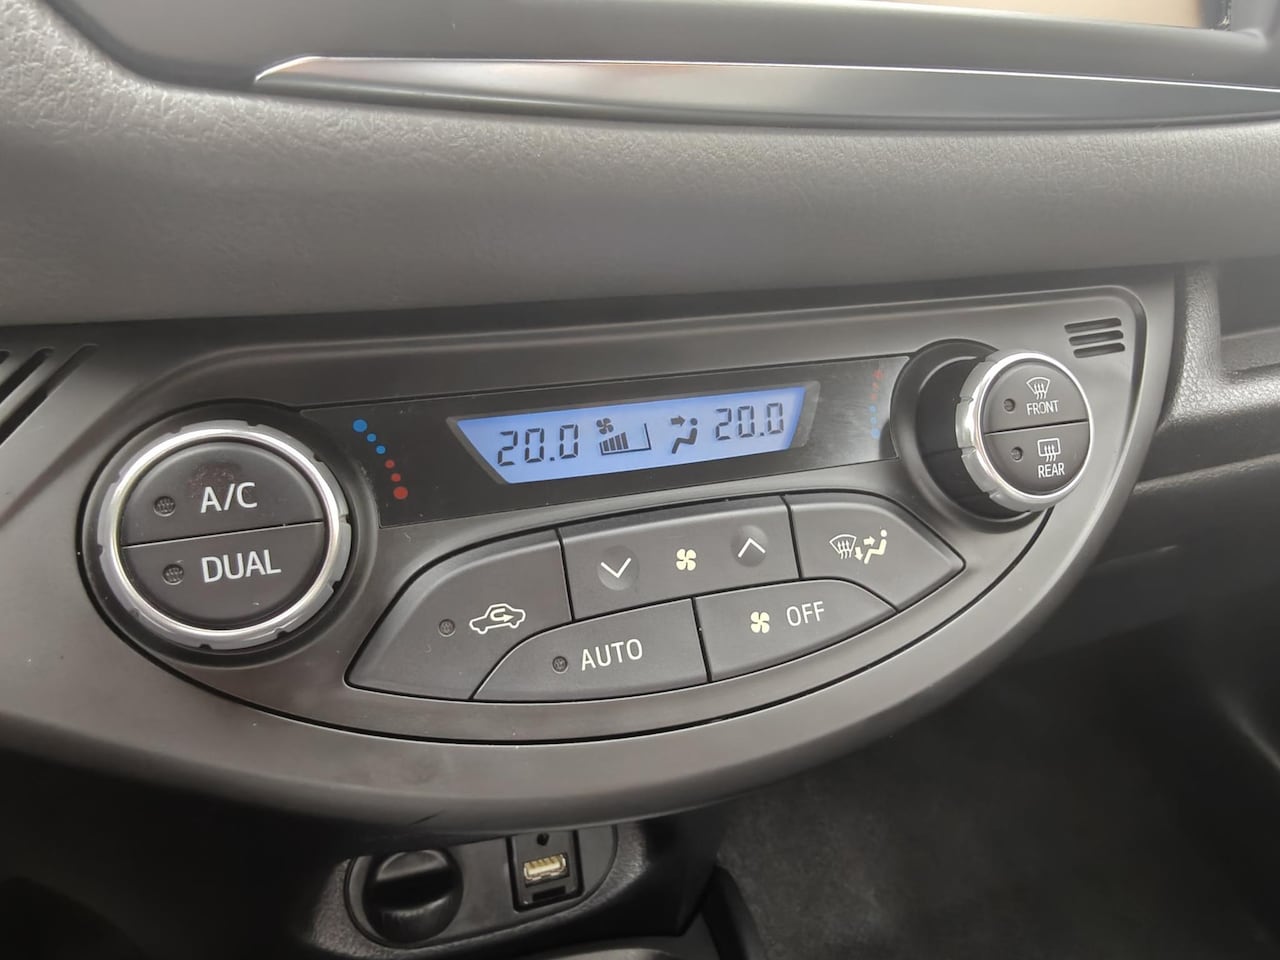 20.0 20.0
FRONT
REAR
A/C
DUAL
AUTO
OFF